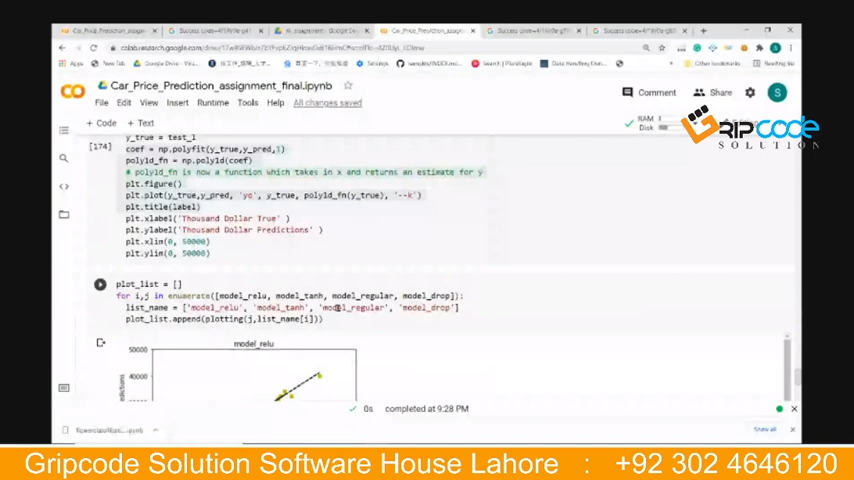 Car_Price_Prediction_assignment_final.ipynb
File Edit View Insert Runtime Tools Help All changes saved
Comment Share S
+ Code + Text
RAM
Disk
GRIPCODE
SOLUTION
y_true = test_l
[174] coef = np.polyfit(y_true,y_pred,1)
poly1d_fn = np.poly1d(coef)
# poly1d_fn is now a function which takes in x and returns an estimate for y
plt.figure()
plt.plot(y_true,y_pred, 'yo', y_true, poly1d_fn(y_true), '--k')
plt.title(label)
plt.xlabel('Thousand Dollar True' )
plt.ylabel('Thousand Dollar Predictions' )
plt.xlim(0, 50000)
plt.ylim(0, 50000)
plot_list = []
for i,j in enumerate([model_relu, model_tanh, model_regular, model_drop]):
list_name = ['model_relu', 'model_tanh', 'model_regular', 'model_drop']
plot_list.append(plotting(j,list_name[i]))
model_relu
50000
40000
0s completed at 9:28 PM
Show all
Gripcode Solution Software House Lahore : +92 302 4646120